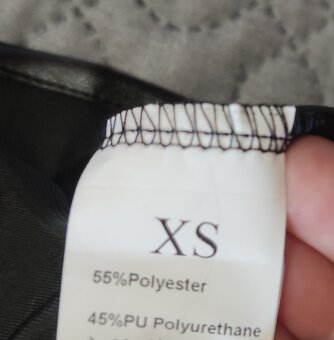 XS
55%Polyester
45%PU Polyurethane